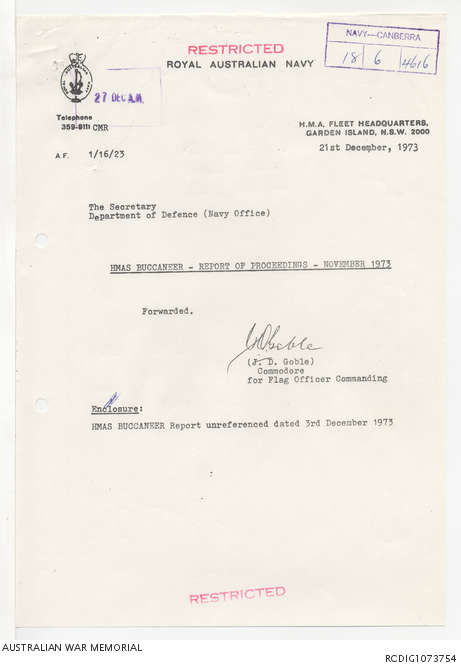 RESTRICTED
NAVY—CANBERRA
18 6 4616
ROYAL AUSTRALIAN NAVY
27 DEC A.M.
Telephone
359-9111 CMR
H.M.A. FLEET HEADQUARTERS,
GARDEN ISLAND, N.S.W. 2000
A F. 1/16/23
21st December, 1973
The Secretary
Department of Defence (Navy Office)
HMAS BUCCANEER - REPORT OF PROCEEDINGS - NOVEMBER 1973
Forwarded.
(J. D. Goble)
Commodore
for Flag Officer Commanding
Enclosure:
HMAS BUCCANEER Report unreferenced dated 3rd December 1973
RESTRICTED
AUSTRALIAN WAR MEMORIAL
RCDIG1073754